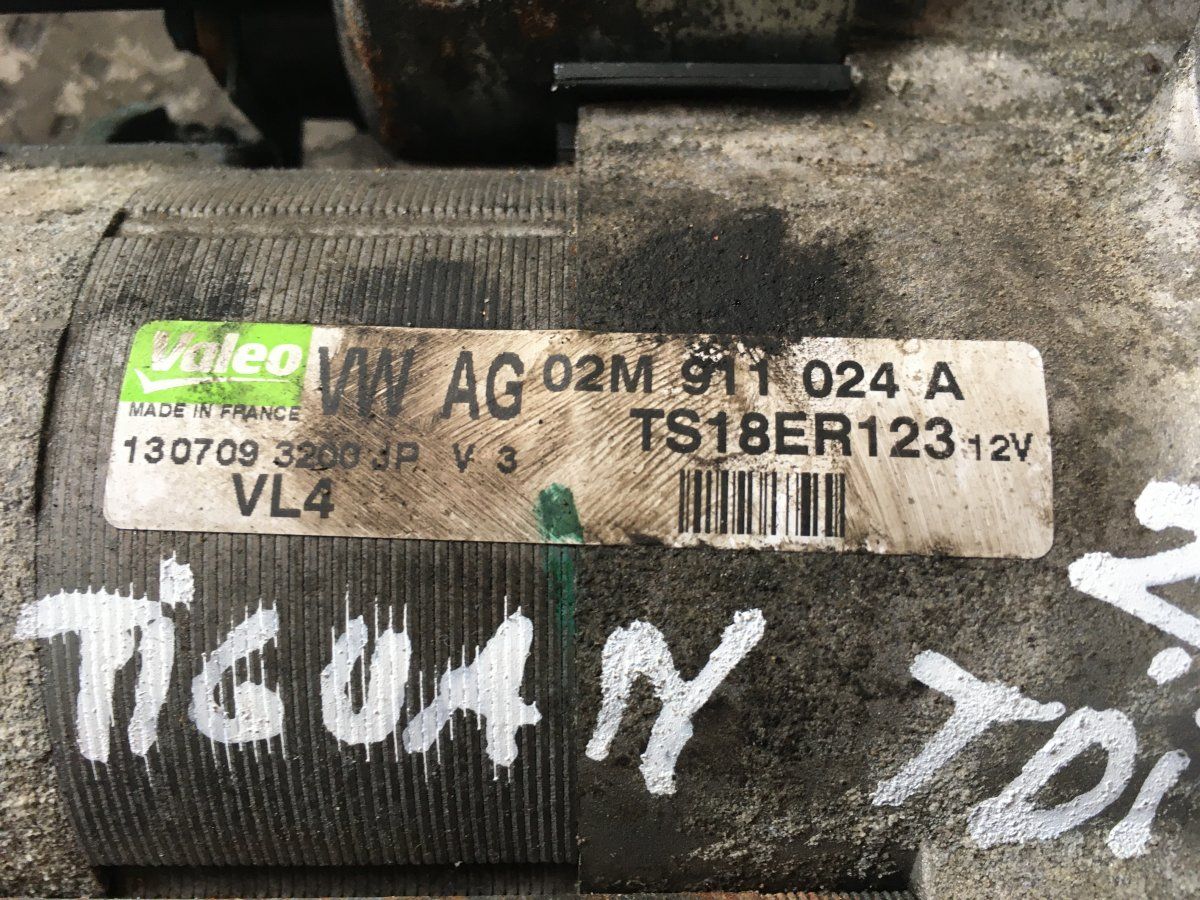 Valeo VW AG 02M 911 024 A
MADE IN FRANCE
TS18ER123 12V
130709 3200 JP V 3
VL4
TiGUAN TDi